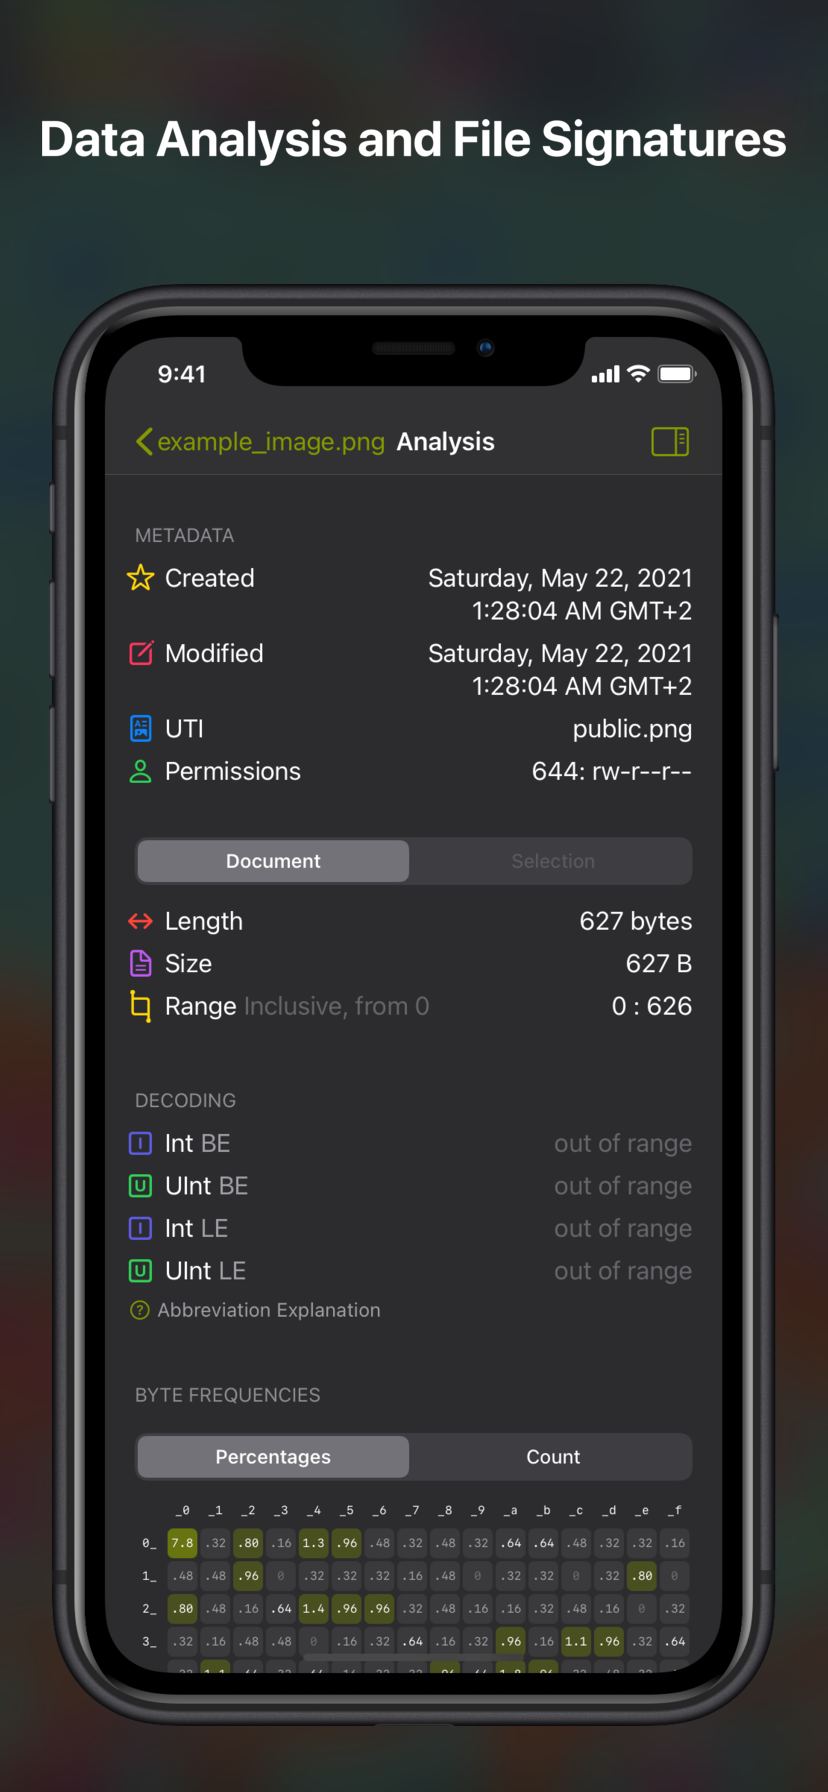 Data Analysis and File Signatures
9:41
example_image.png Analysis
METADATA
Created Saturday, May 22, 2021
1:28:04 AM GMT+2
Modified Saturday, May 22, 2021
1:28:04 AM GMT+2
UTI public.png
Permissions 644: rw-r--r--
Document Selection
Length 627 bytes
Size 627 B
Range Inclusive, from 0 0 : 626
DECODING
I Int BE out of range
U UInt BE out of range
I Int LE out of range
U UInt LE out of range
? Abbreviation Explanation
BYTE FREQUENCIES
Percentages Count
_0 _1 _2 _3 _4 _5 _6 _7 _8 _9 _a _b _c _d _e _f
0_ 7.8 .32 .80 .16 1.3 .96 .48 .32 .48 .32 .64 .64 .48 .32 .32 .16
1_ .48 .48 .96 0 .32 .32 .32 .16 .48 0 .32 .32 0 .32 .80 0
2_ .80 .48 .16 .64 1.4 .96 .96 .32 .48 .16 .16 .32 .48 .16 0 .32
3_ .32 .16 .48 .48 0 .16 .32 .64 .16 .32 .96 .16 1.1 .96 .32 .64